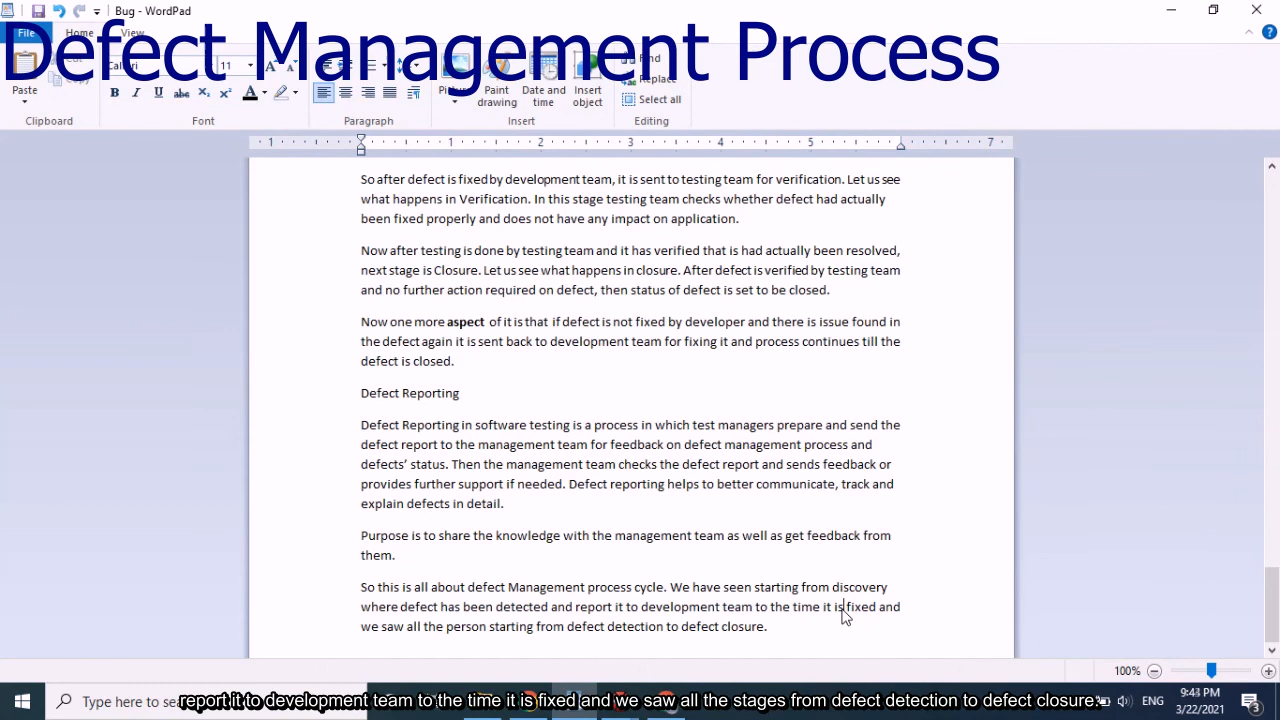 Bug - WordPad
Defect Management Process
File Home View
Paste
Calibri 11
Find
Replace
Select all
Paint drawing
Date and time
Insert object
Clipboard Font Paragraph Insert Editing
1 1 2 3 4 5 7
So after defect is fixed by development team, it is sent to testing team for verification. Let us see
what happens in Verification. In this stage testing team checks whether defect had actually
been fixed properly and does not have any impact on application.
Now after testing is done by testing team and it has verified that is had actually been resolved,
next stage is Closure. Let us see what happens in closure. After defect is verified by testing team
and no further action required on defect, then status of defect is set to be closed.
Now one more aspect of it is that if defect is not fixed by developer and there is issue found in
the defect again it is sent back to development team for fixing it and process continues till the
defect is closed.
Defect Reporting
Defect Reporting in software testing is a process in which test managers prepare and send the
defect report to the management team for feedback on defect management process and
defects’ status. Then the management team checks the defect report and sends feedback or
provides further support if needed. Defect reporting helps to better communicate, track and
explain defects in detail.
Purpose is to share the knowledge with the management team as well as get feedback from
them.
So this is all about defect Management process cycle. We have seen starting from discovery
where defect has been detected and report it to development team to the time it is fixed and
we saw all the person starting from defect detection to defect closure.
100%
Type here to sea
report it to development team to the time it is fixed and we saw all the stages from defect detection to defect closure.
ENG
9:43 PM
3/22/2021
3